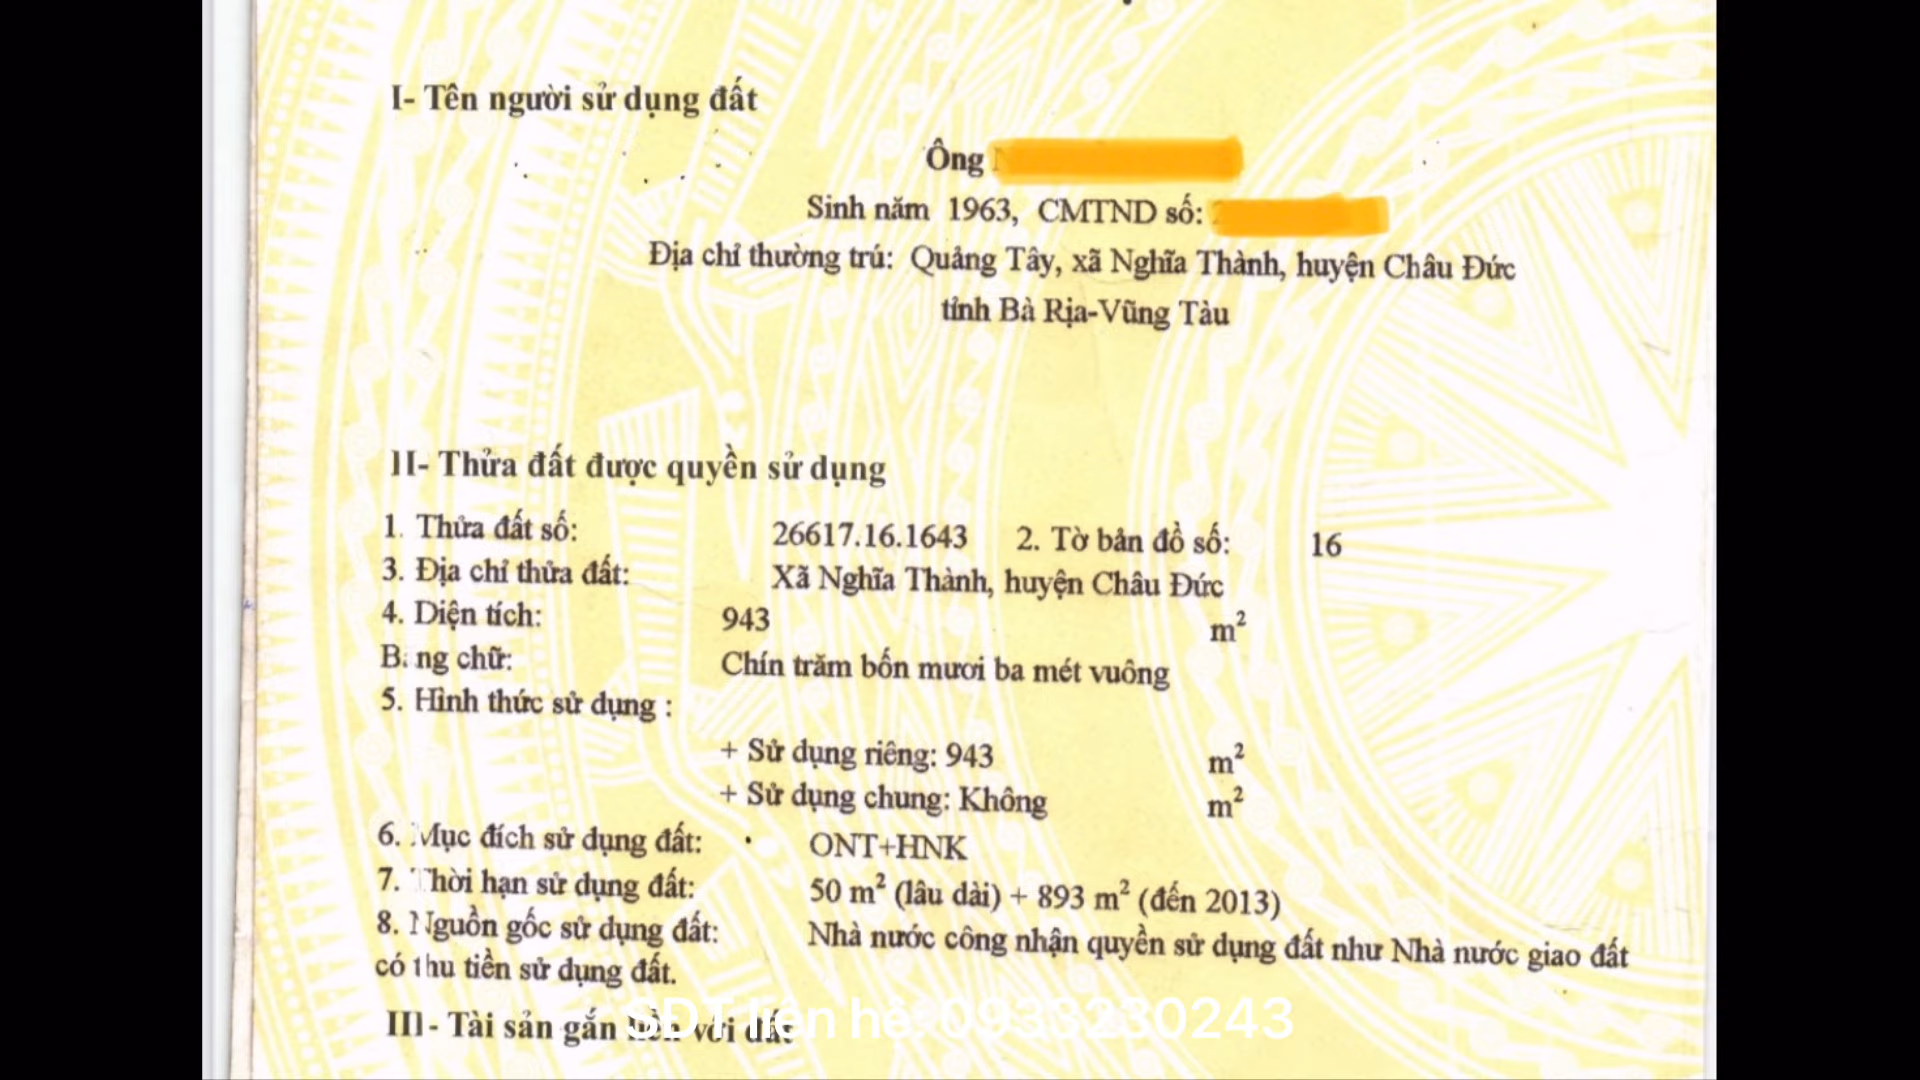 I- Tên người sử dụng đất
Ông
Sinh năm 1963, CMTND số:
Địa chỉ thường trú: Quảng Tây, xã Nghĩa Thành, huyện Châu Đức
tỉnh Bà Rịa-Vũng Tàu
II- Thửa đất được quyền sử dụng
1. Thửa đất số: 26617.16.1643 2. Tờ bản đồ số: 16
3. Địa chỉ thửa đất: Xã Nghĩa Thành, huyện Châu Đức
4. Diện tích: 943 m²
Bằng chữ: Chín trăm bốn mươi ba mét vuông
5. Hình thức sử dụng :
+ Sử dụng riêng: 943 m²
+ Sử dụng chung: Không m²
6. Mục đích sử dụng đất: ONT+HNK
7. Thời hạn sử dụng đất: 50 m² (lâu dài) + 893 m² (đến 2013)
8. Nguồn gốc sử dụng đất: Nhà nước công nhận quyền sử dụng đất như Nhà nước giao đất
có thu tiền sử dụng đất.
III- Tài sản gắn liền với đất
SĐT liên hê: 0933230243